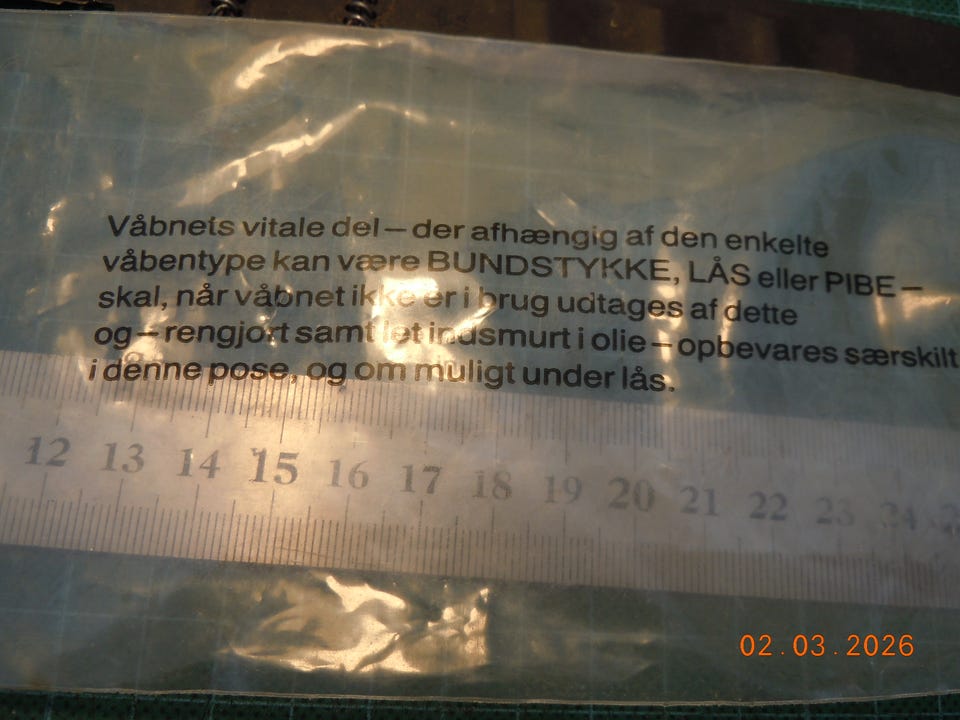 Våbnets vitale del – der afhængig af den enkelte
våbentype kan være BUNDSTYKKE, LÅS eller PIBE –
skal, når våbnet ikke er i brug udtages af dette
og – rengjort samt let indsmurt i olie – opbevares særskilt
i denne pose, og om muligt under lås.
12 13 14 15 16 17 18 19 20 21 22 23 24
02.03.2026